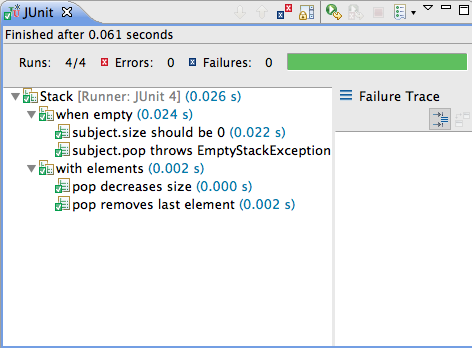 JUnit
Finished after 0.061 seconds
Runs: 4/4 Errors: 0 Failures: 0
Stack [Runner: JUnit 4] (0.026 s)
when empty (0.024 s)
subject.size should be 0 (0.022 s)
subject.pop throws EmptyStackException
with elements (0.002 s)
pop decreases size (0.000 s)
pop removes last element (0.002 s)
Failure Trace